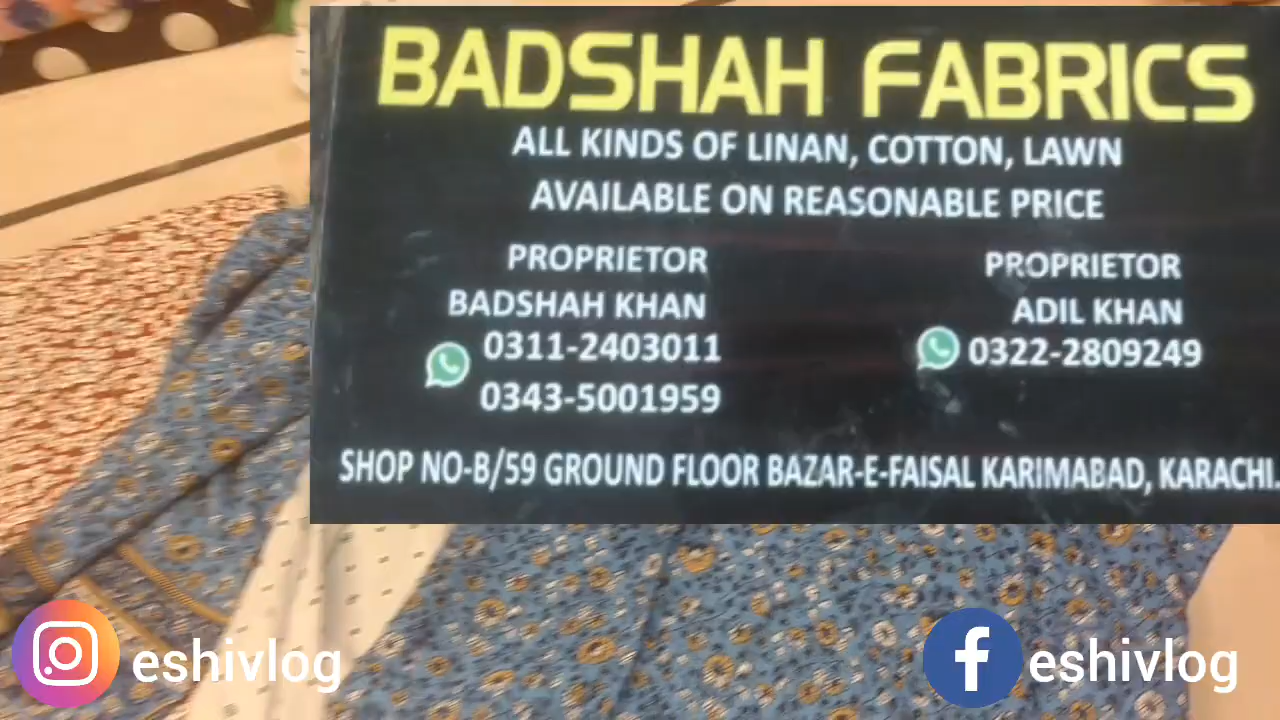 BADSHAH FABRICS
ALL KINDS OF LINAN, COTTON, LAWN
AVAILABLE ON REASONABLE PRICE
PROPRIETOR
BADSHAH KHAN
0311-2403011
0343-5001959
PROPRIETOR
ADIL KHAN
0322-2809249
SHOP NO-B/59 GROUND FLOOR BAZAR-E-FAISAL KARIMABAD, KARACHI.
eshivlog
eshivlog